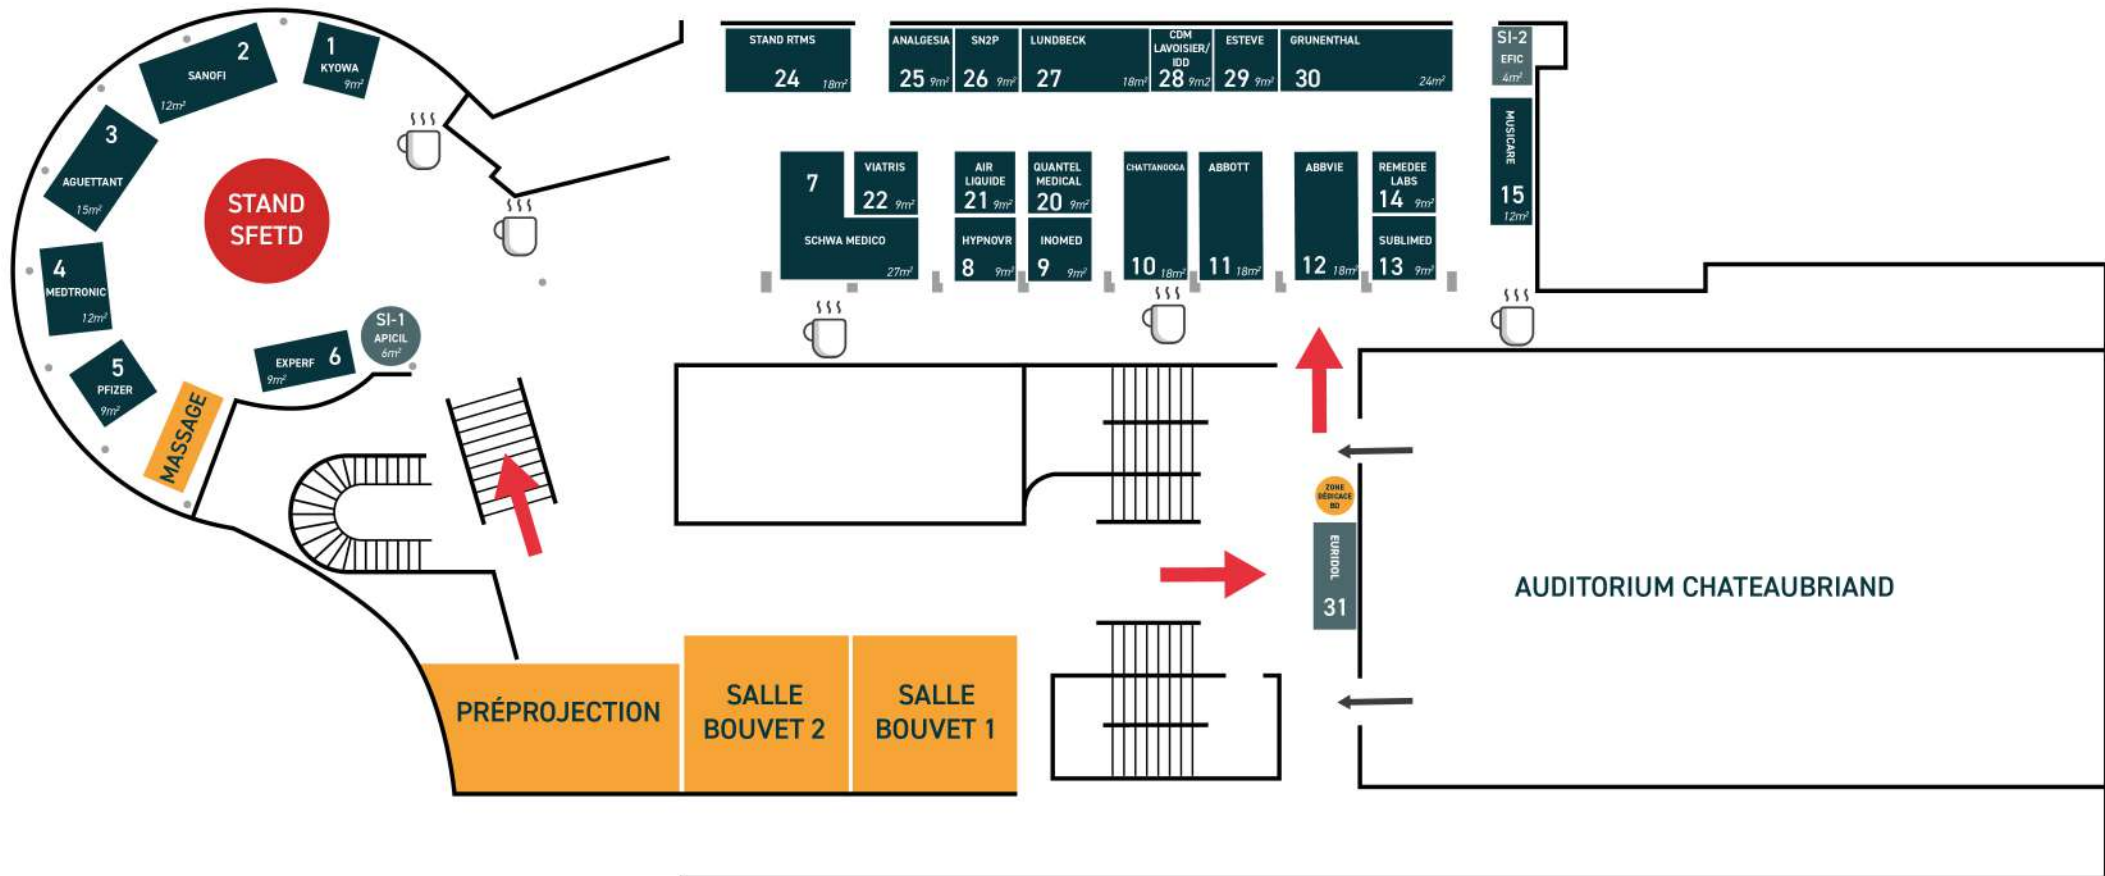 1
KYOWA
9m²
2
SANOFI
12m²
3
AGUETTANT
15m²
STAND
SFETD
4
MEDTRONIC
12m²
5
PFIZER
9m²
EXPERF 6
9m²
SI-1
APICIL
6m²
MASSAGE
STAND RTMS
24 18m²
ANALGESIA
25 9m²
SN2P
26 9m²
LUNDBECK
27 18m²
CDM
LAVOISIER/
IDD
28 9m2
ESTEVE
29 9m²
GRUNENTHAL
30 24m²
SI-2
EFIC
4m²
MUSICARE
15
12m²
7
SCHWA MEDICO
27m²
VIATRIS
22 9m²
AIR
LIQUIDE
21 9m²
QUANTEL
MEDICAL
20 9m²
HYPNOVR
8 9m²
INOMED
9 9m²
CHATTANOOGA
10 18m²
ABBOTT
11 18m²
ABBVIE
12 18m²
REMEDEE
LABS
14 9m²
SUBLIMED
13 9m²
ZONE
DÉDICACE
BD
EURIDOL
31
AUDITORIUM CHATEAUBRIAND
PRÉPROJECTION
SALLE
BOUVET 2
SALLE
BOUVET 1